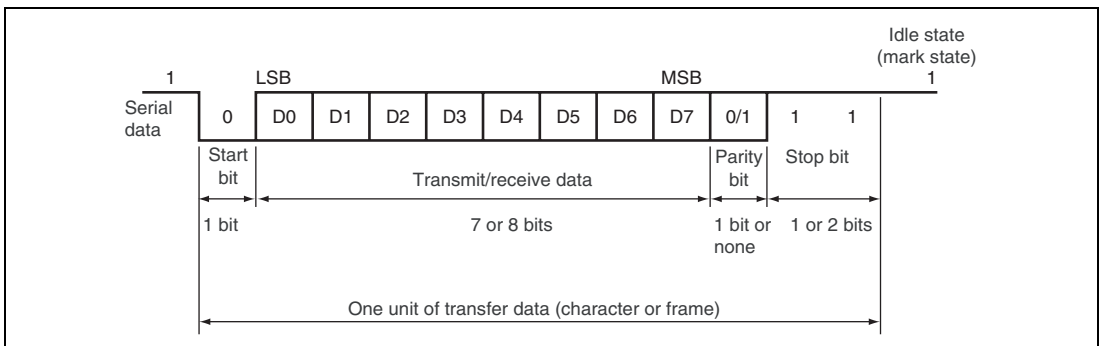 Idle state
(mark state)
1 LSB MSB 1
Serial
data
0 D0 D1 D2 D3 D4 D5 D6 D7 0/1 1 1
Start
bit
Transmit/receive data
Parity
bit
Stop bit
1 bit
7 or 8 bits
1 bit or
none
1 or 2 bits
One unit of transfer data (character or frame)